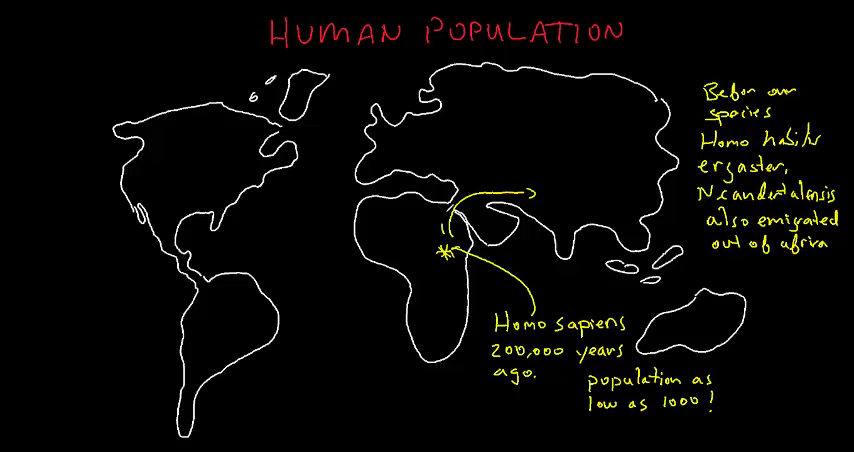 HUMAN POPULATION
Befor our
species
Homo habilis
ergaster,
Neandertalensis
also emigrated
out of africa
Homo sapiens
200,000 years
ago.
population as
low as 1000!